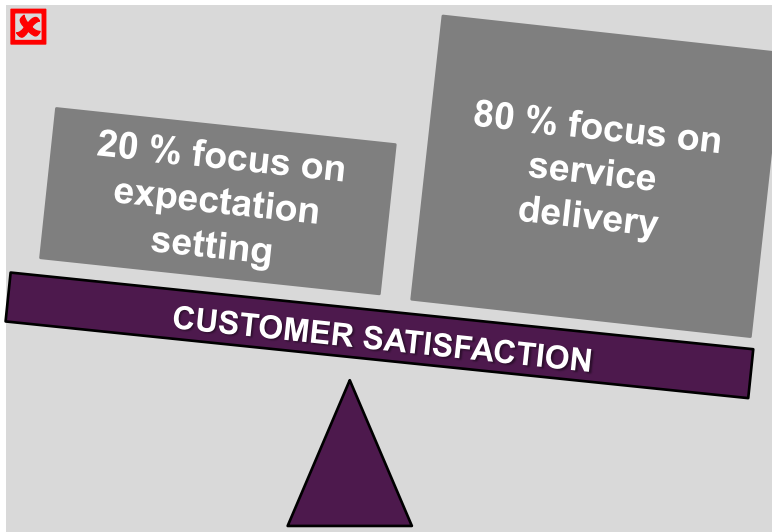 20 % focus on
expectation
setting
80 % focus on
service
delivery
CUSTOMER SATISFACTION